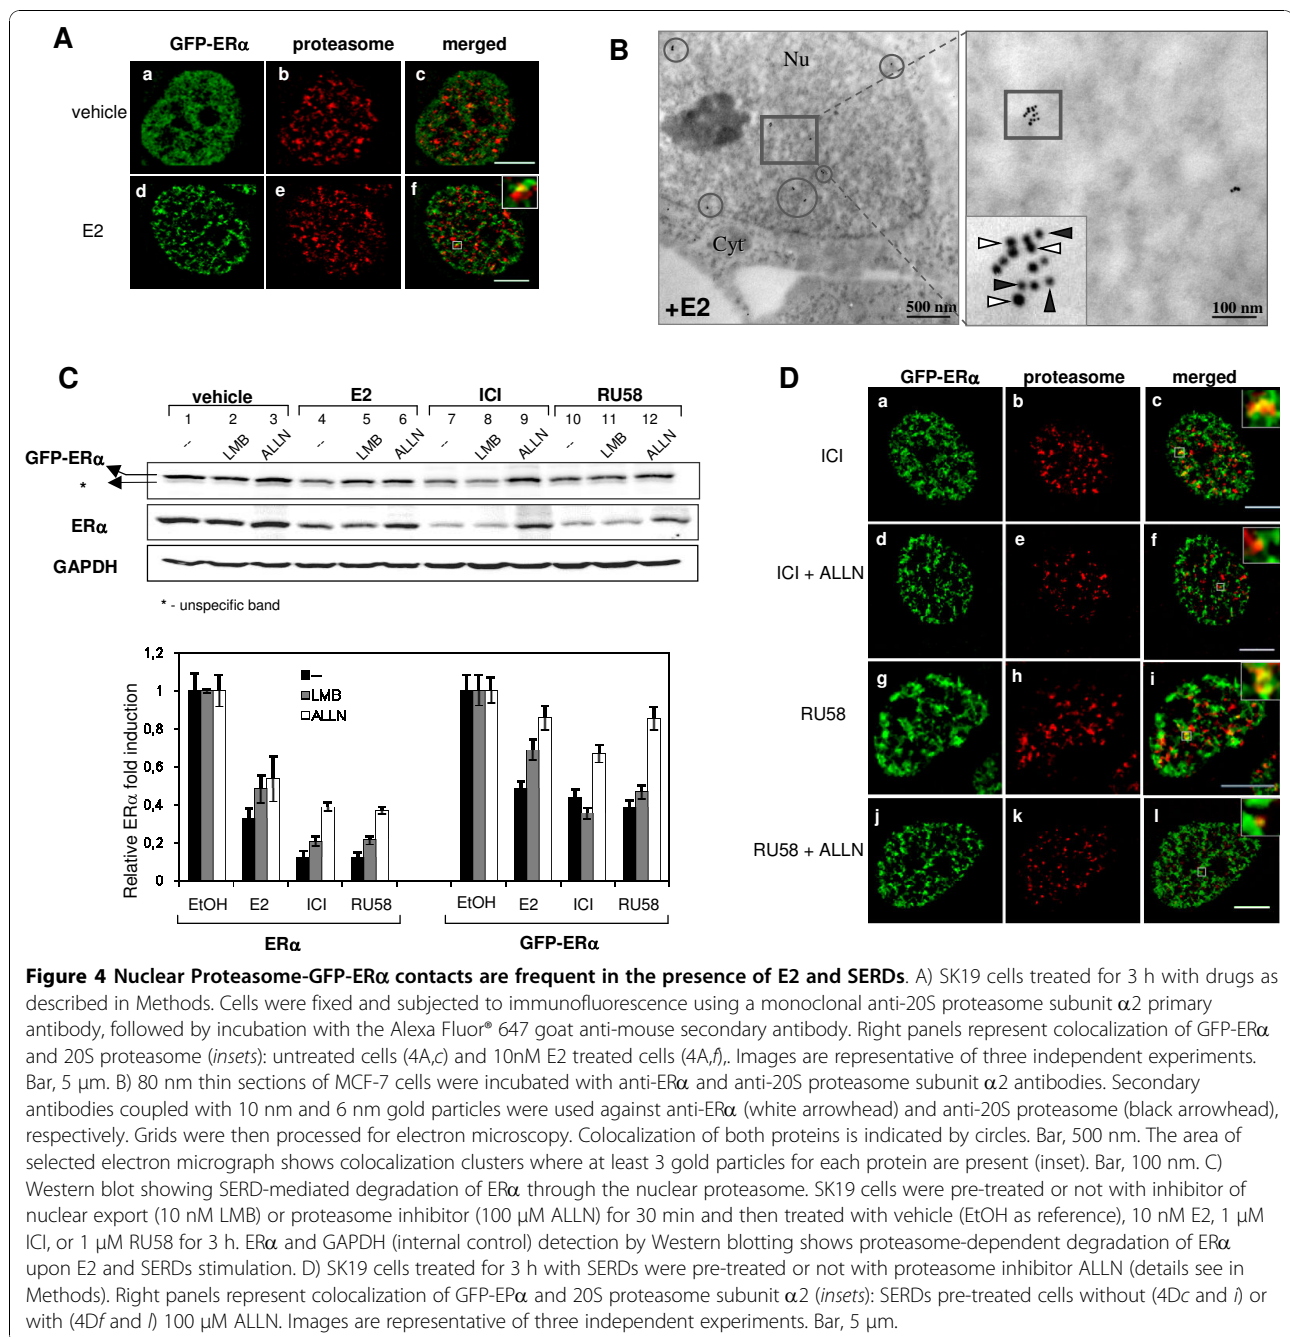 A
GFP-ERα proteasome merged
vehicle
a b c
E2
d e f
B
Nu
Cyt
+E2
500 nm
100 nm
C
vehicle E2 ICI RU58
1 2 3 4 5 6 7 8 9 10 11 12
-- LMB ALLN -- LMB ALLN -- LMB ALLN -- LMB ALLN
GFP-ERα
*
ERα
GAPDH
* - unspecific band
Relative ERα fold induction
1,2
1
0,8
0,6
0,4
0,2
0
–
LMB
ALLN
EtOH E2 ICI RU58 EtOH E2 ICI RU58
ERα GFP-ERα
D
GFP-ERα proteasome merged
ICI
a b c
ICI + ALLN
d e f
RU58
g h i
RU58 + ALLN
j k l
Figure 4 Nuclear Proteasome-GFP-ERα contacts are frequent in the presence of E2 and SERDs. A) SK19 cells treated for 3 h with drugs as
described in Methods. Cells were fixed and subjected to immunofluorescence using a monoclonal anti-20S proteasome subunit α2 primary
antibody, followed by incubation with the Alexa Fluor® 647 goat anti-mouse secondary antibody. Right panels represent colocalization of GFP-ERα
and 20S proteasome (insets): untreated cells (4A,c) and 10nM E2 treated cells (4A,f),. Images are representative of three independent experiments.
Bar, 5 μm. B) 80 nm thin sections of MCF-7 cells were incubated with anti-ERα and anti-20S proteasome subunit α2 antibodies. Secondary
antibodies coupled with 10 nm and 6 nm gold particles were used against anti-ERα (white arrowhead) and anti-20S proteasome (black arrowhead),
respectively. Grids were then processed for electron microscopy. Colocalization of both proteins is indicated by circles. Bar, 500 nm. The area of
selected electron micrograph shows colocalization clusters where at least 3 gold particles for each protein are present (inset). Bar, 100 nm. C)
Western blot showing SERD-mediated degradation of ERα through the nuclear proteasome. SK19 cells were pre-treated or not with inhibitor of
nuclear export (10 nM LMB) or proteasome inhibitor (100 μM ALLN) for 30 min and then treated with vehicle (EtOH as reference), 10 nM E2, 1 μM
ICI, or 1 μM RU58 for 3 h. ERα and GAPDH (internal control) detection by Western blotting shows proteasome-dependent degradation of ERα
upon E2 and SERDs stimulation. D) SK19 cells treated for 3 h with SERDs were pre-treated or not with proteasome inhibitor ALLN (details see in
Methods). Right panels represent colocalization of GFP-EPα and 20S proteasome subunit α2 (insets): SERDs pre-treated cells without (4Dc and i) or
with (4Df and l) 100 μM ALLN. Images are representative of three independent experiments. Bar, 5 μm.